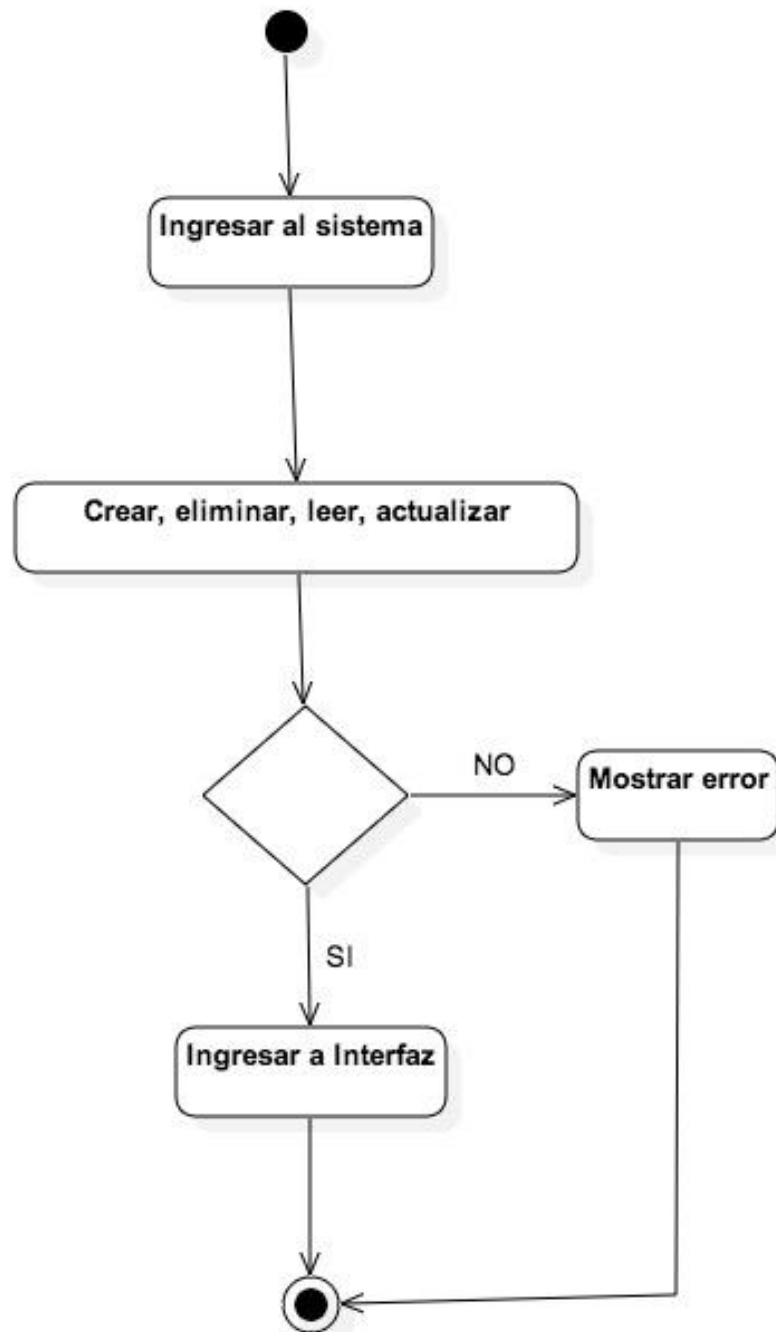 Ingresar al sistema
Crear, eliminar, leer, actualizar
NO
Mostrar error
SI
Ingresar a Interfaz